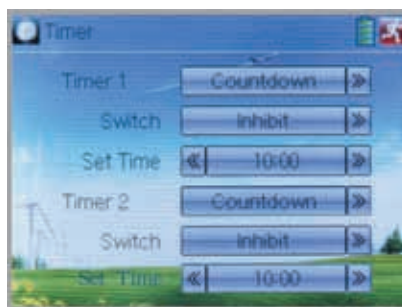 Timer
Timer 1 Countdown
Switch Inhibit
Set Time 10:00
Timer 2 Countdown
Switch Inhibit
Set Time 10:00